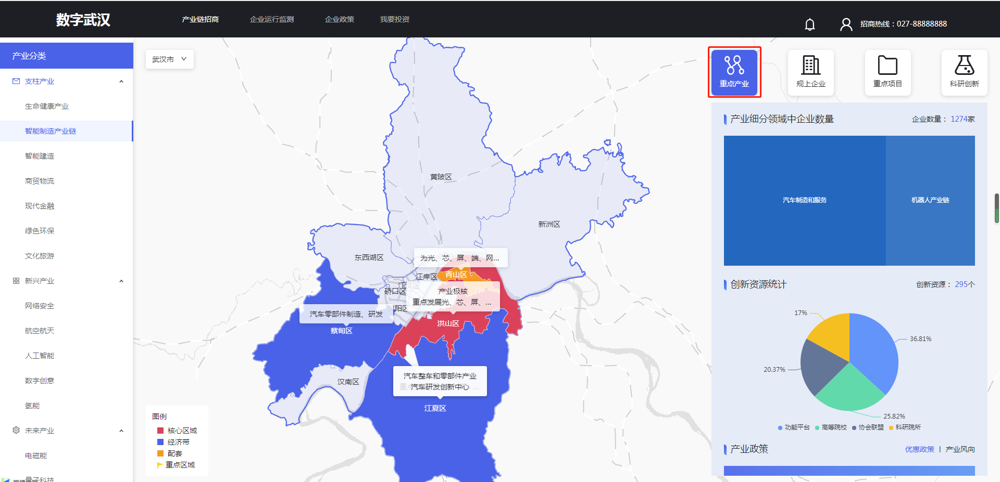 数字武汉
产业链招商
企业运行监测
企业政策
我要投资
招商热线：027-88888888
产业分类
支柱产业
生命健康产业
智能制造产业链
智能建造
商贸物流
现代金融
绿色环保
文化旅游
新兴产业
网络安全
航空航天
人工智能
数字创意
氢能
未来产业
电磁能
量子科技
武汉市
黄陂区
新洲区
东西湖区
为光、芯、屏、端、网...
江岸区
青山区
江汉区
硚口区
产业极核
重点发展光、芯、屏、...
阳区
汽车零部件制造、研发
蔡甸区
洪山区
汉南区
汽车整车和零部件产业
汽车研发创新中心 ...
江夏区
图例
核心区域
经济带
配套
重点区域
重点产业
规上企业
重点项目
科研创新
产业细分领域中企业数量
企业数量： 1274家
汽车制造和服务
机器人产业链
创新资源统计
创新资源： 295个
17%
36.81%
20.37%
25.82%
功能平台 高等院校 协会联盟 科研院所
产业政策
优惠政策 | 产业风向